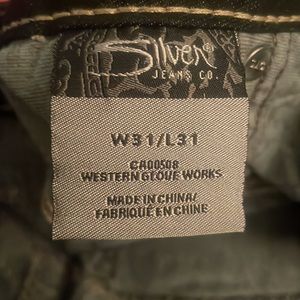 Silver®
JEANS CO.
W31/L31
CA00508
WESTERN GLOVE WORKS
MADE IN CHINA/
FABRIQUÉ EN CHINE